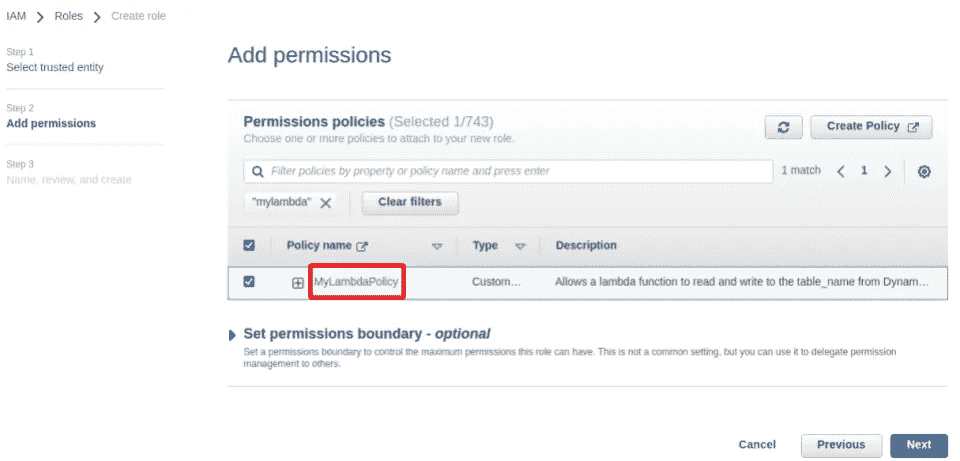 IAM > Roles > Create role
Step 1
Select trusted entity
Step 2
Add permissions
Step 3
Name, review, and create
Add permissions
Permissions policies (Selected 1/743)
Choose one or more policies to attach to your new role.
Create Policy
Filter policies by property or policy name and press enter
1 match < 1 >
"mylambda" ×
Clear filters
Policy name Type Description
MyLambdaPolicy Custom... Allows a lambda function to read and write to the table_name from Dynam...
Set permissions boundary - optional
Set a permissions boundary to control the maximum permissions this role can have. This is not a common setting, but you can use it to delegate permission
management to others.
Cancel Previous Next